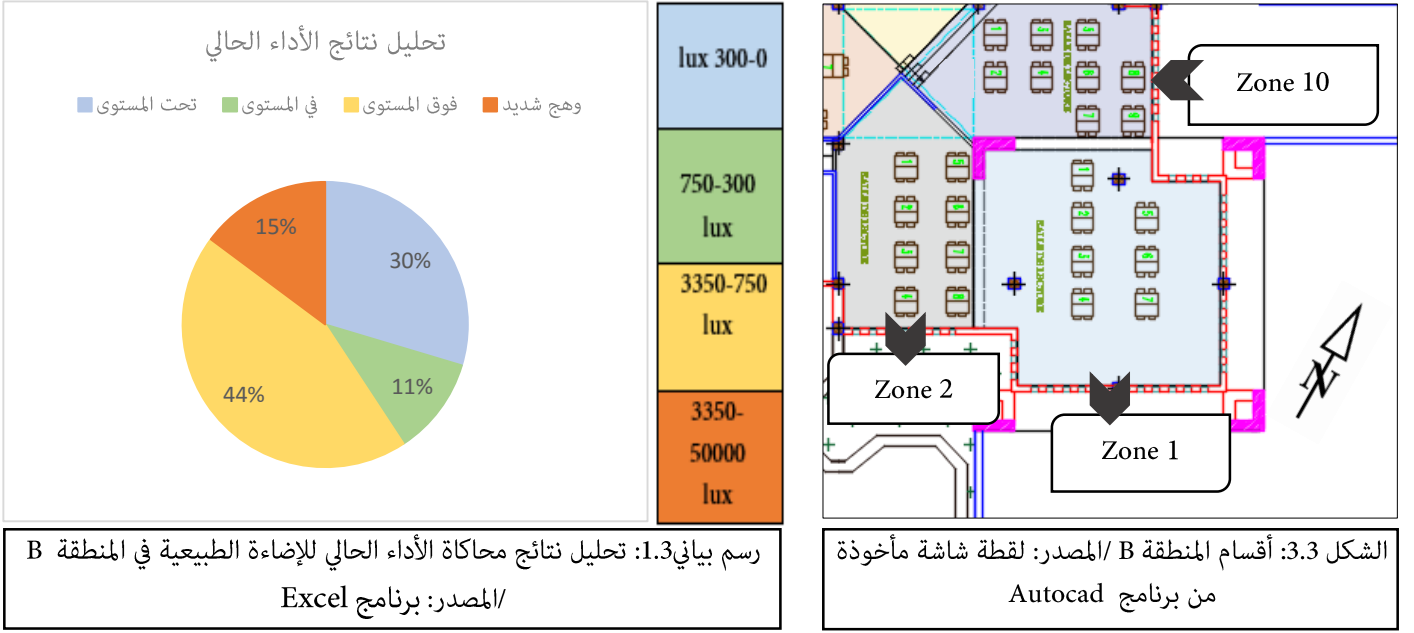 تحليل نتائج الأداء الحالي
تحت المستوى
في المستوى
فوق المستوى
وهج شديد
30%
11%
44%
15%
lux 300-0
750-300
lux
3350-750
lux
3350-
50000
lux
رسم بياني1.3: تحليل نتائج محاكاة الأداء الحالي للإضاءة الطبيعية في المنطقة B
/المصدر: برنامج Excel
Zone 10
Zone 2
Zone 1
N
الشكل 3.3: أقسام المنطقة B /المصدر: لقطة شاشة مأخوذة
من برنامج Autocad